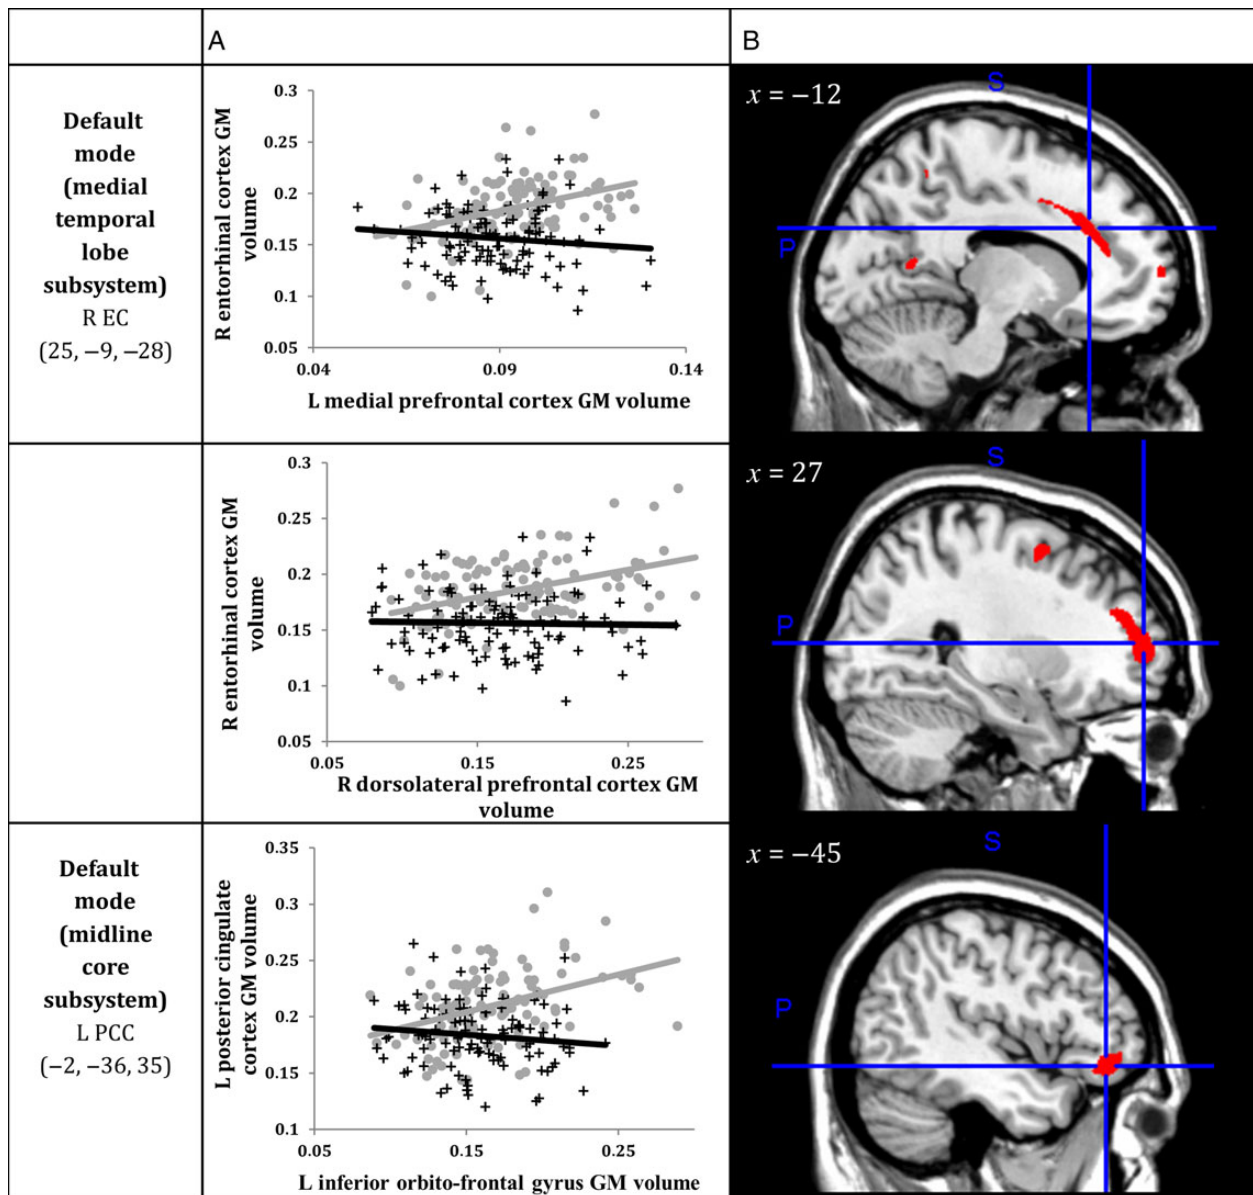 A
B
Default
mode
(medial
temporal
lobe
subsystem)
R EC
(25, −9, −28)
R entorhinal cortex GM
volume
0.3
0.25
0.2
0.15
0.1
0.05
0.04
0.09
0.14
L medial prefrontal cortex GM volume
x = −12
S
P
R entorhinal cortex GM
volume
0.3
0.25
0.2
0.15
0.1
0.05
0.05
0.15
0.25
R dorsolateral prefrontal cortex GM
volume
x = 27
S
P
Default
mode
(midline
core
subsystem)
L PCC
(−2, −36, 35)
L posterior cingulate
cortex GM volume
0.35
0.3
0.25
0.2
0.15
0.1
0.05
0.15
0.25
L inferior orbito-frontal gyrus GM volume
x = −45
S
P